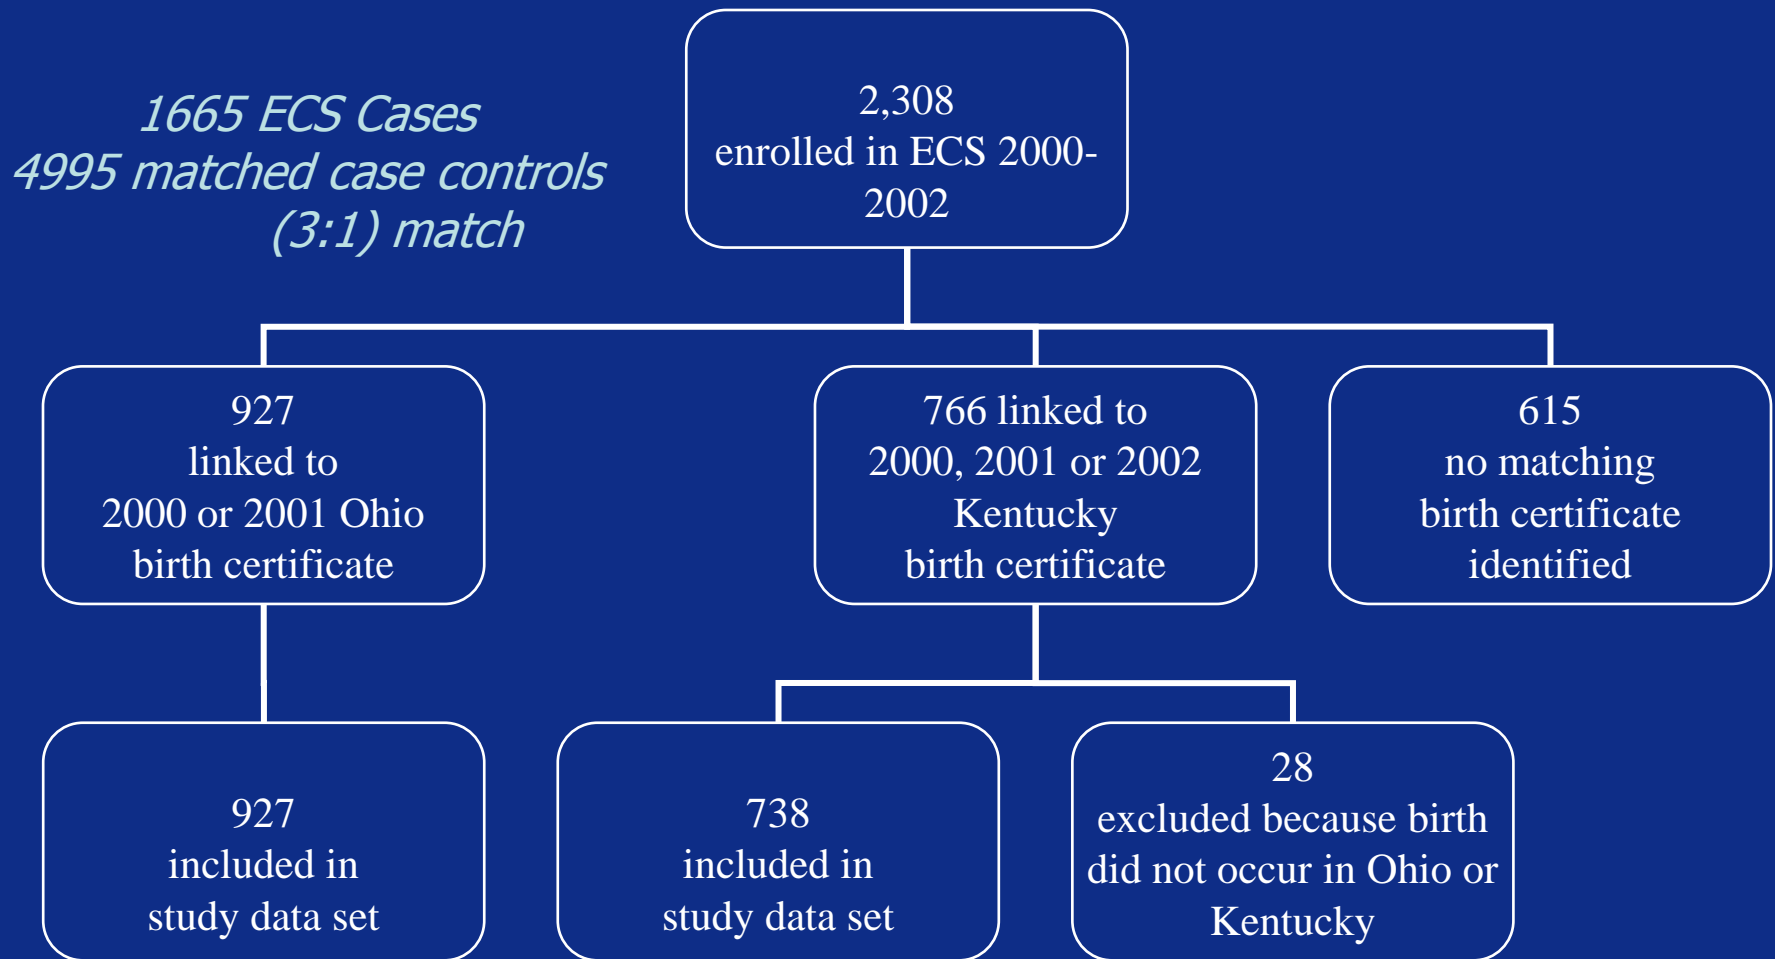 1665 ECS Cases
4995 matched case controls
(3:1) match
2,308
enrolled in ECS 2000-
2002
927
linked to
2000 or 2001 Ohio
birth certificate
766 linked to
2000, 2001 or 2002
Kentucky
birth certificate
615
no matching
birth certificate
identified
927
included in
study data set
738
included in
study data set
28
excluded because birth
did not occur in Ohio or
Kentucky